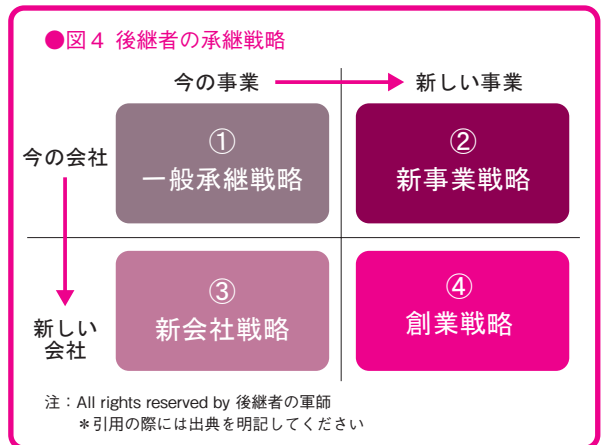 ●図4 後継者の承継戦略
今の事業
新しい事業
今の会社
①
一般承継戦略
②
新事業戦略
新しい
会社
③
新会社戦略
④
創業戦略
注：All rights reserved by 後継者の軍師
＊引用の際には出典を明記してください